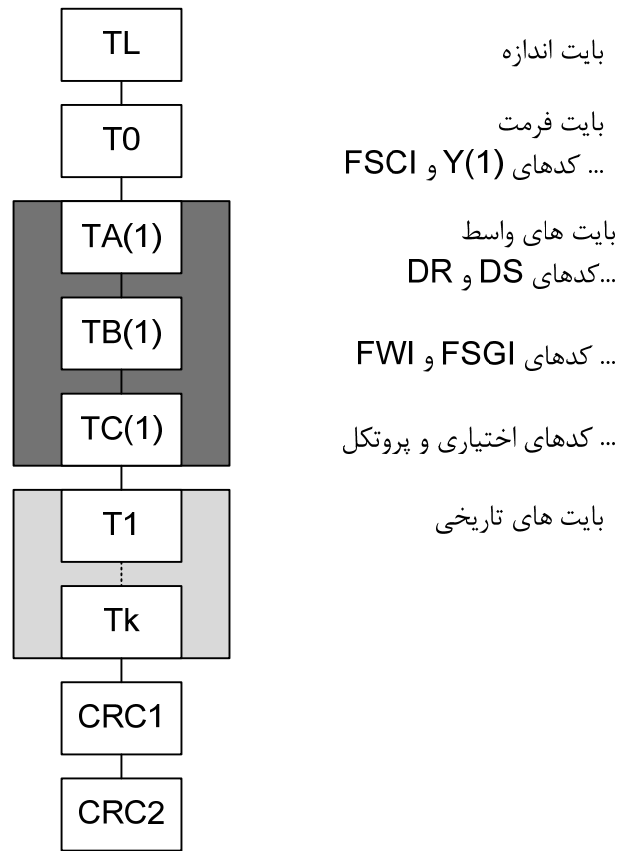 TL
بایت اندازه
T0
بایت فرمت
... کدهای Y(1) و FSCI
TA(1)
بایت های واسط
...کدهای DS و DR
TB(1)
... کدهای FSGI و FWI
TC(1)
... کدهای اختیاری و پروتکل
T1
بایت های تاریخی
Tk
CRC1
CRC2